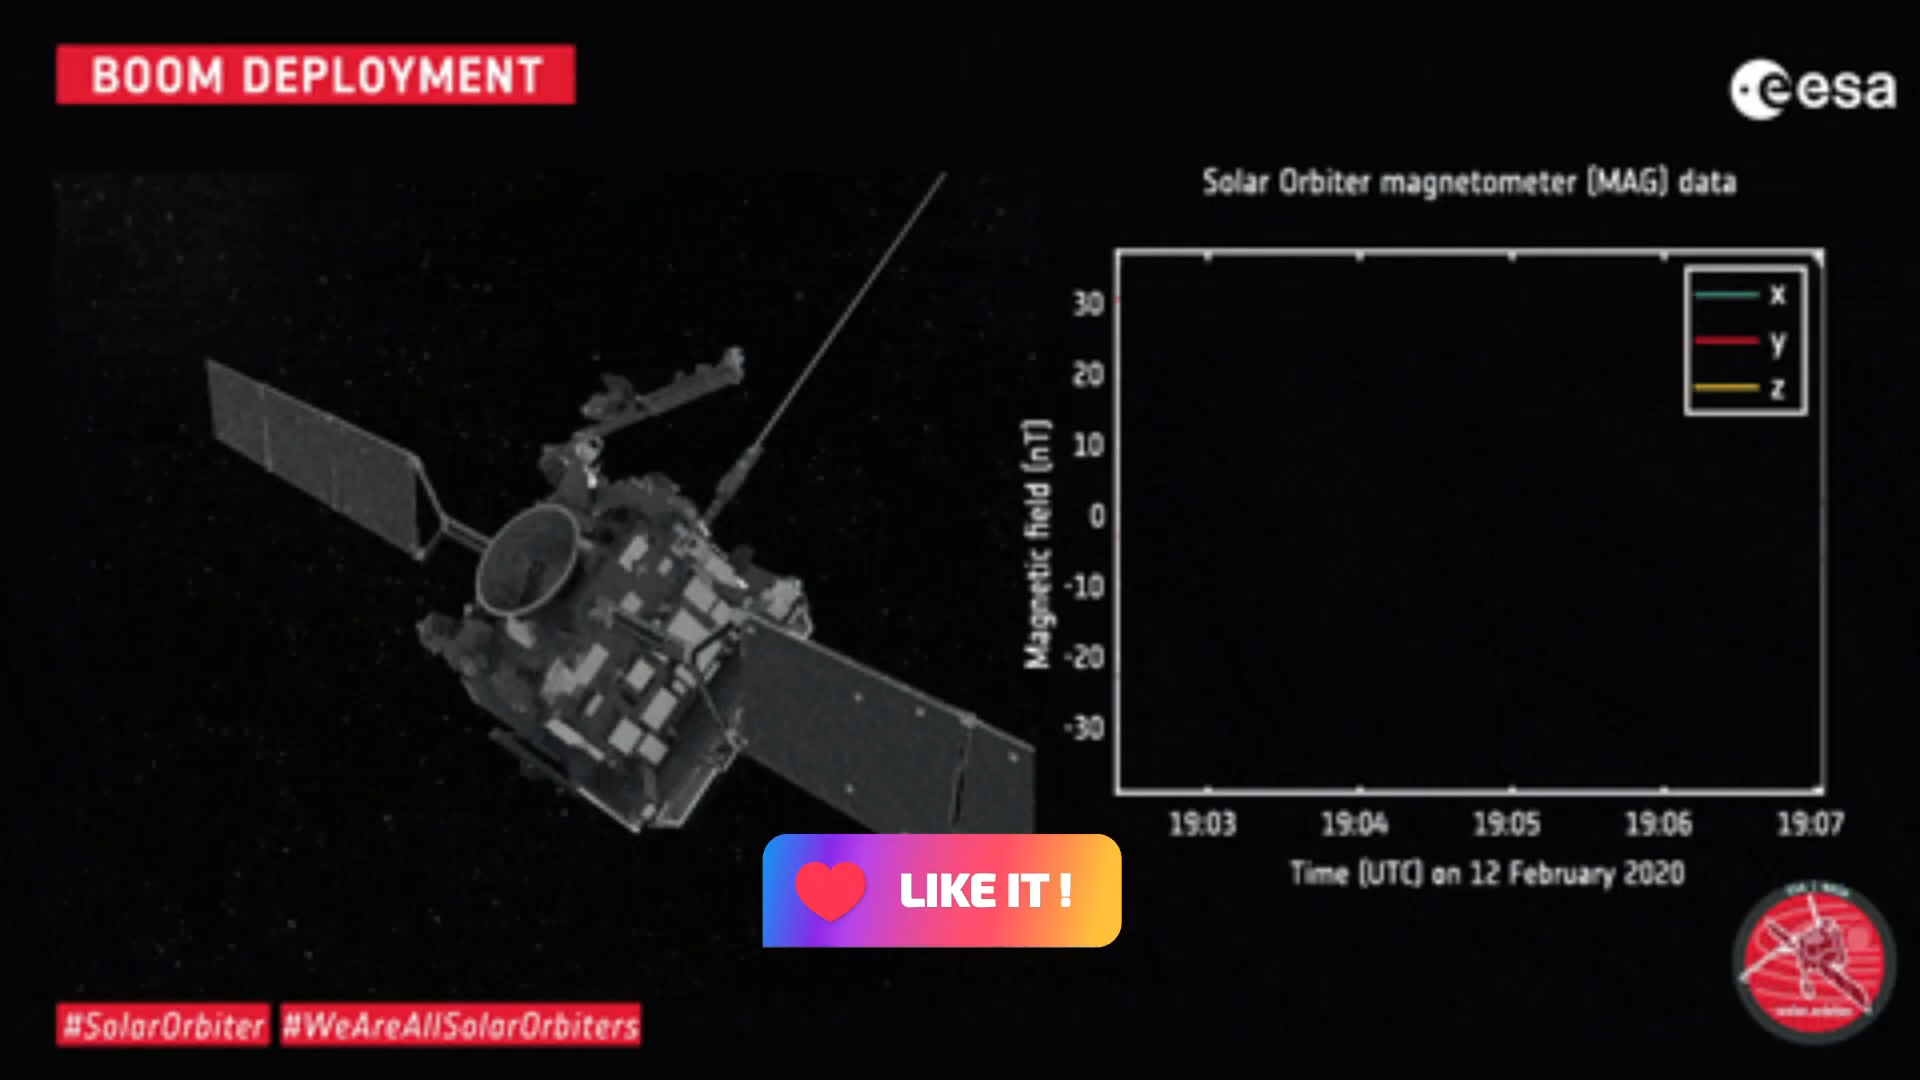 BOOM DEPLOYMENT
esa
Solar Orbiter magnetometer (MAG) data
x
y
z
30
20
10
0
-10
-20
-30
Magnetic field (nT)
19:03 19:04 19:05 19:06 19:07
Time (UTC) on 12 February 2020
LIKE IT !
#SolarOrbiter #WeAreAllSolarOrbiters